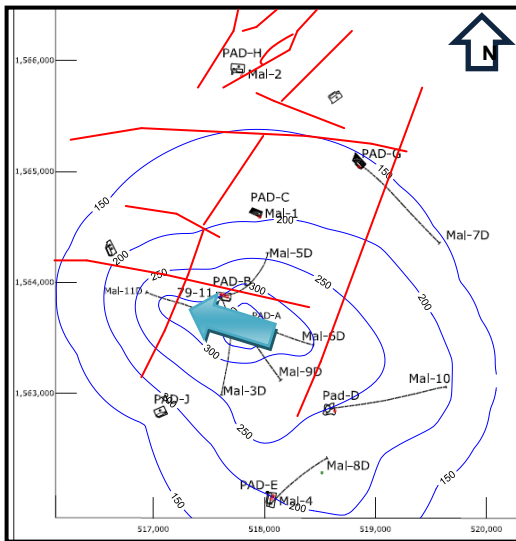 N
PAD-H
1,566,000
Mal-2
1,565,000
PAD-G
150
150
PAD-C
Mal-1
200
Mal-7D
200
Mal-5D
250
1,564,000
250
PAD-B
300
Mal-11D
79-11
200
PAD-A
Mal-6D
300
Mal-9D
Mal-10
1,563,000
Mal-3D
Pad-D
PAD-J
250
Mal-8D
150
PAD-E
150
Mal-4
200
517,000
518,000
519,000
520,000